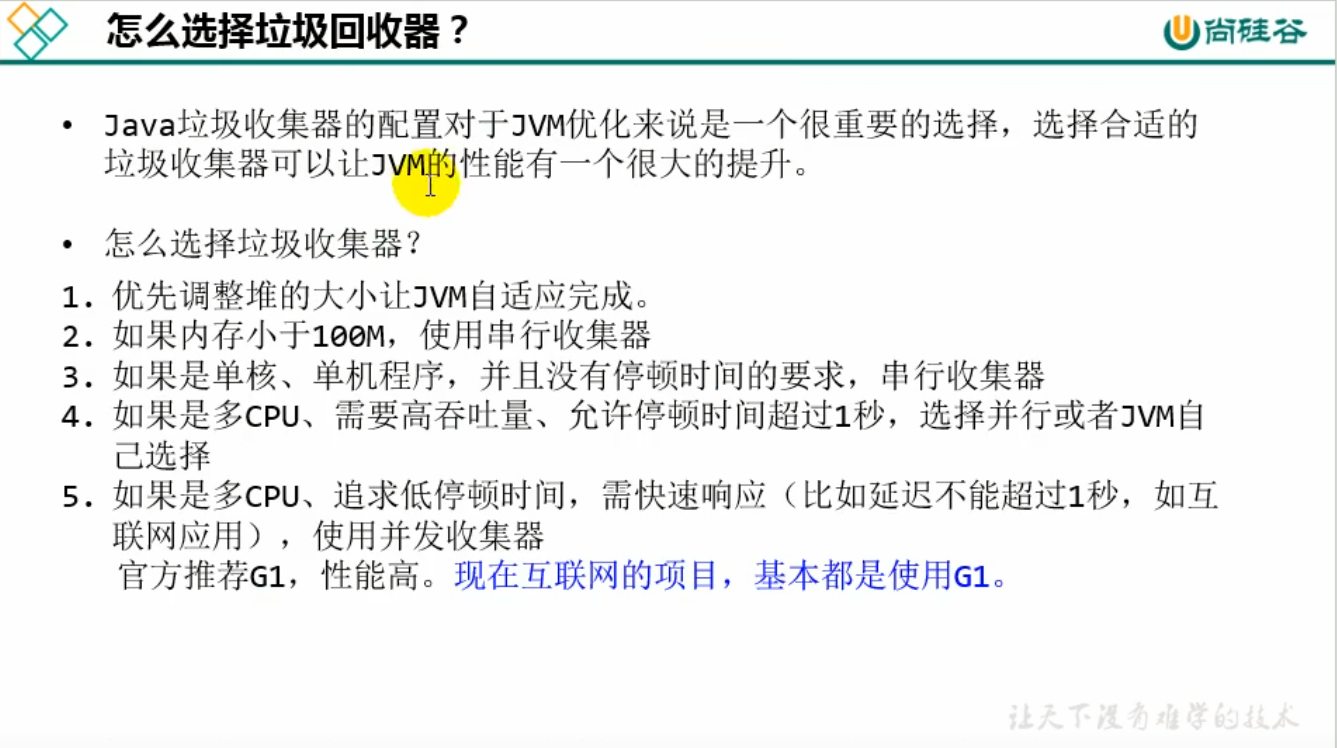 怎么选择垃圾回收器？
尚硅谷
• Java垃圾收集器的配置对于JVM优化来说是一个很重要的选择，选择合适的
垃圾收集器可以让JVM的性能有一个很大的提升。
• 怎么选择垃圾收集器？
1. 优先调整堆的大小让JVM自适应完成。
2. 如果内存小于100M，使用串行收集器
3. 如果是单核、单机程序，并且没有停顿时间的要求，串行收集器
4. 如果是多CPU、需要高吞吐量、允许停顿时间超过1秒，选择并行或者JVM自
己选择
5. 如果是多CPU、追求低停顿时间，需快速响应（比如延迟不能超过1秒，如互
联网应用），使用并发收集器
官方推荐G1，性能高。现在互联网的项目，基本都是使用G1。
让天下没有难学的技术